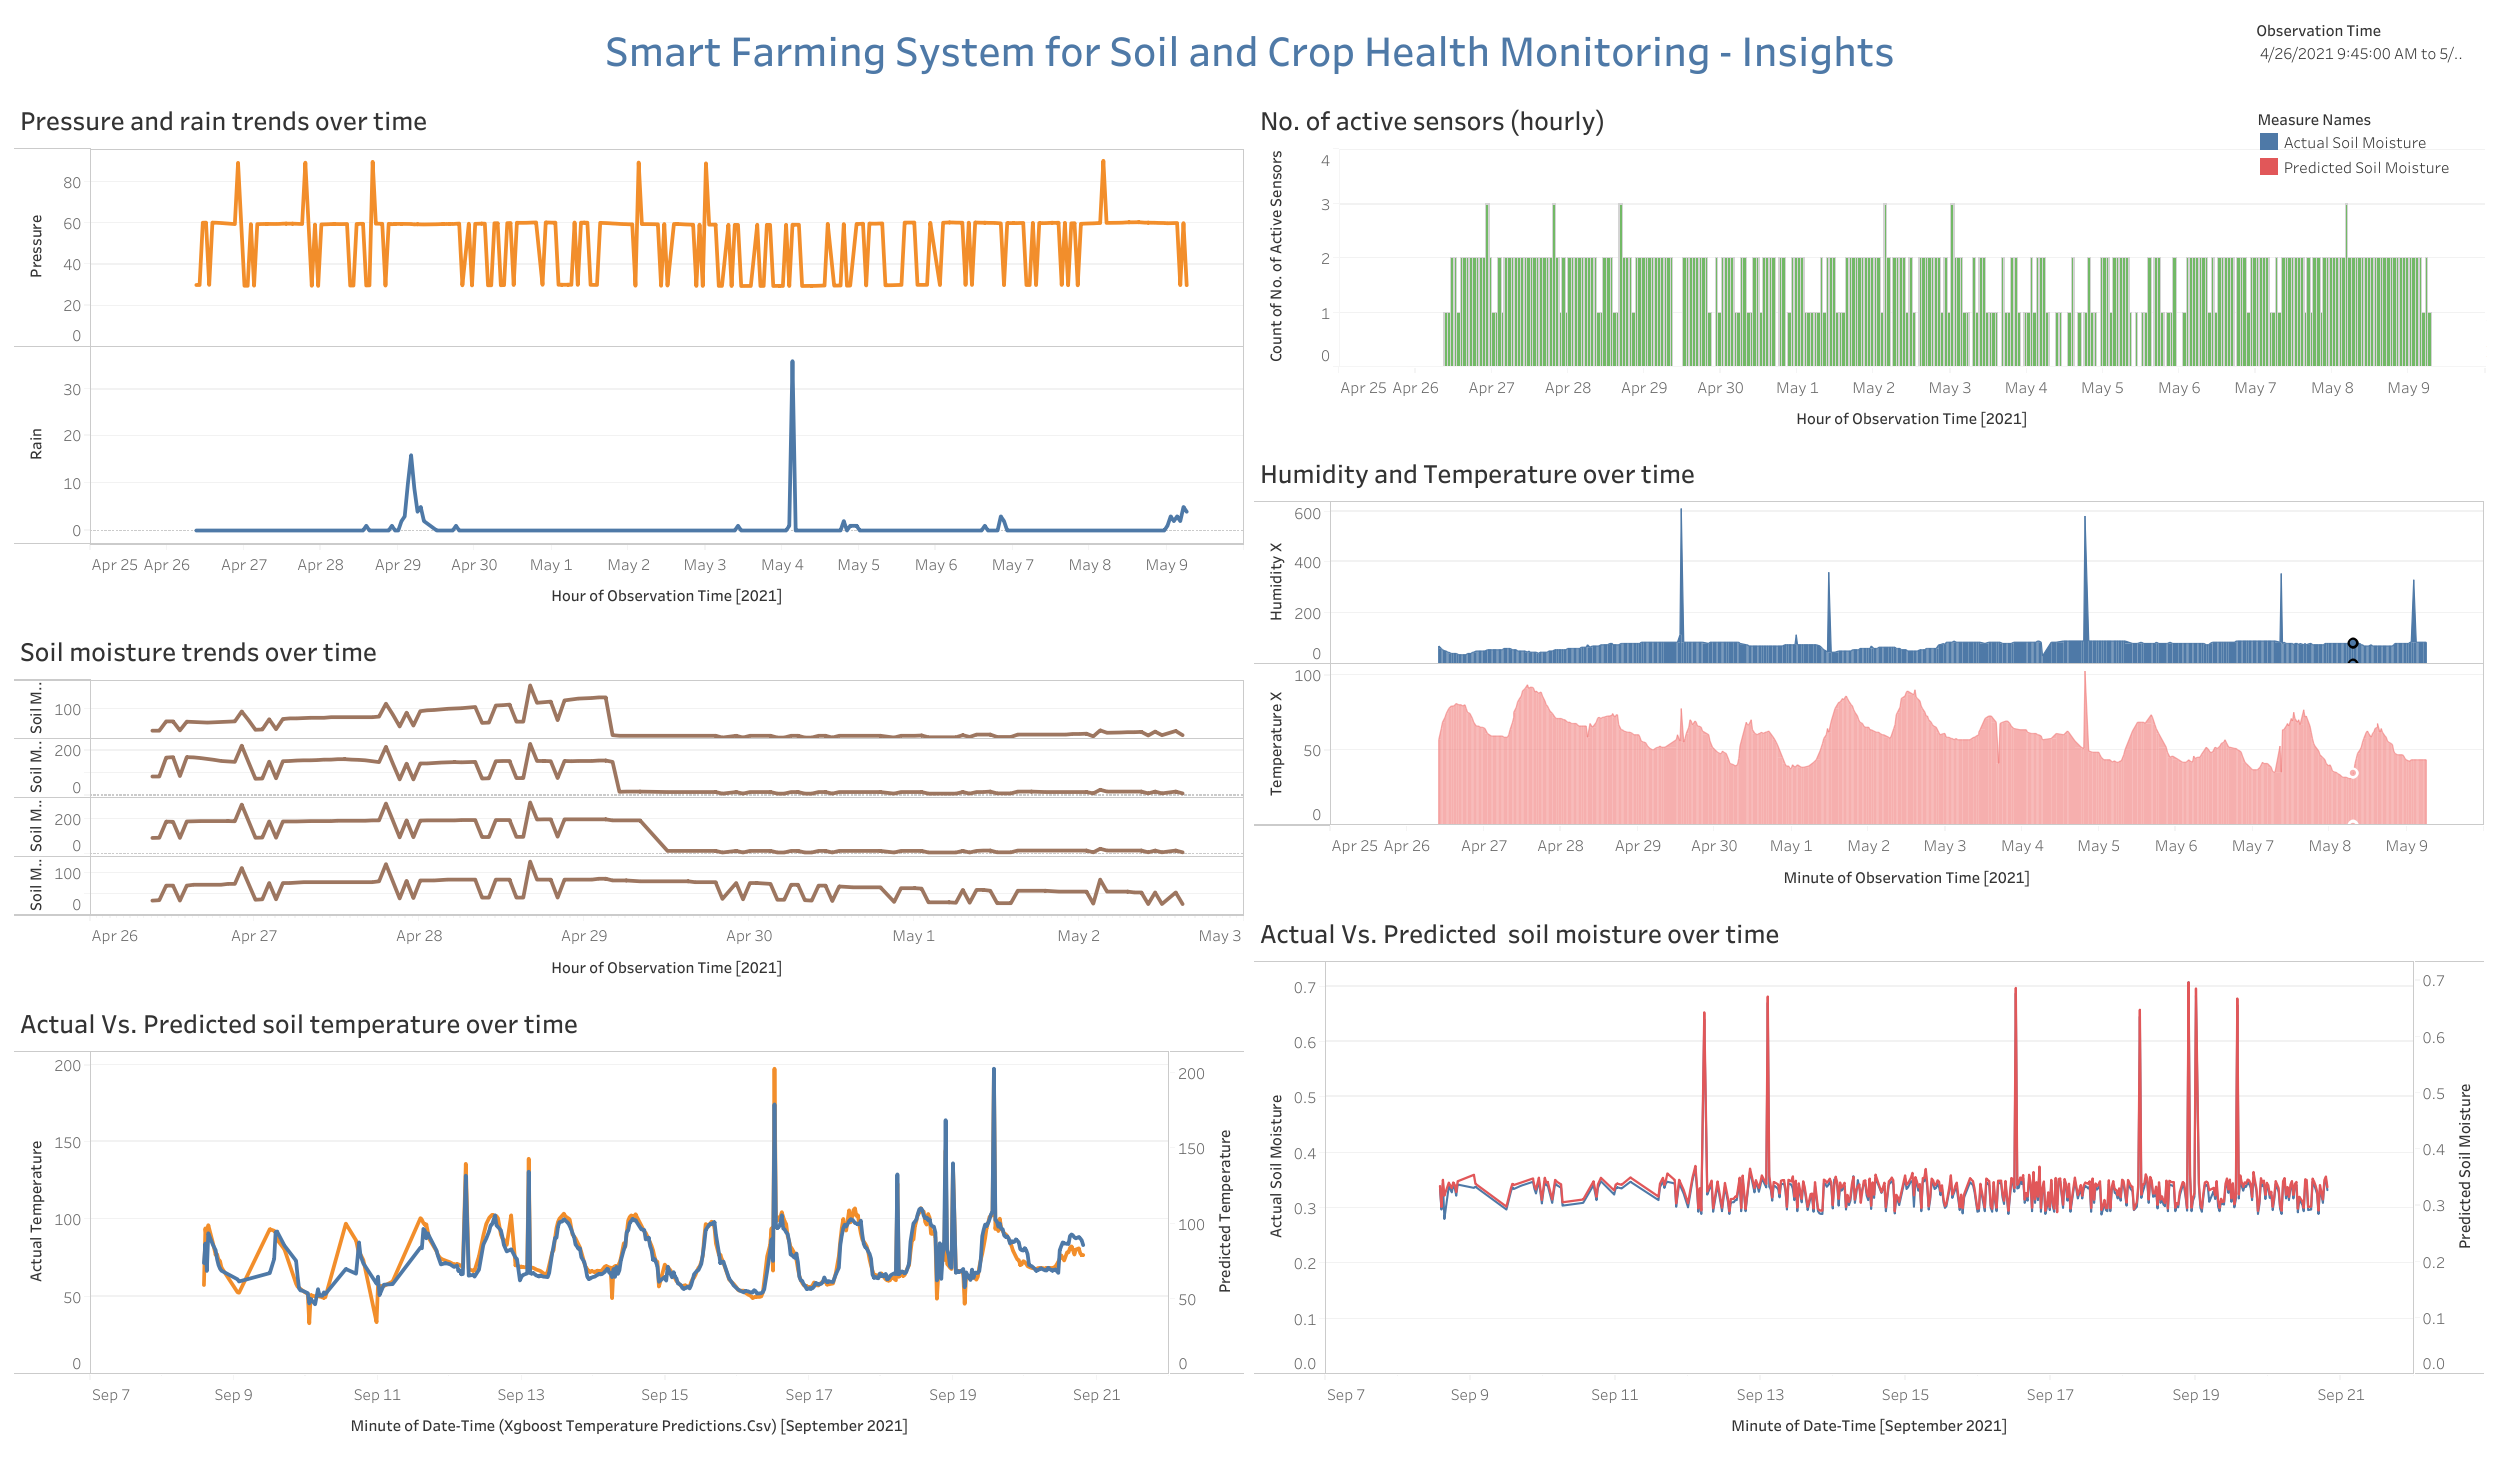 Smart Farming System for Soil and Crop Health Monitoring - Insights
Observation Time
4/26/2021 9:45:00 AM to 5/..
Pressure and rain trends over time
Pressure
80
60
40
20
0
Rain
30
20
10
0
Apr 25 Apr 26 Apr 27 Apr 28 Apr 29 Apr 30 May 1 May 2 May 3 May 4 May 5 May 6 May 7 May 8 May 9
Hour of Observation Time [2021]
No. of active sensors (hourly)
Measure Names
Actual Soil Moisture
Predicted Soil Moisture
Count of No. of Active Sensors
4
3
2
1
0
Apr 25 Apr 26 Apr 27 Apr 28 Apr 29 Apr 30 May 1 May 2 May 3 May 4 May 5 May 6 May 7 May 8 May 9
Hour of Observation Time [2021]
Humidity and Temperature over time
Humidity X
600
400
200
0
Temperature X
100
50
0
Apr 25 Apr 26 Apr 27 Apr 28 Apr 29 Apr 30 May 1 May 2 May 3 May 4 May 5 May 6 May 7 May 8 May 9
Minute of Observation Time [2021]
Soil moisture trends over time
Soil M..
100
Soil M..
200
0
Soil M..
200
0
Soil M..
100
0
Apr 26 Apr 27 Apr 28 Apr 29 Apr 30 May 1 May 2 May 3
Hour of Observation Time [2021]
Actual Vs. Predicted soil temperature over time
Actual Temperature
200
150
100
50
0
200
150
100
50
0
Predicted Temperature
Sep 7 Sep 9 Sep 11 Sep 13 Sep 15 Sep 17 Sep 19 Sep 21
Minute of Date-Time (Xgboost Temperature Predictions.Csv) [September 2021]
Actual Vs. Predicted  soil moisture over time
Actual Soil Moisture
0.7
0.6
0.5
0.4
0.3
0.2
0.1
0.0
0.7
0.6
0.5
0.4
0.3
0.2
0.1
0.0
Predicted Soil Moisture
Sep 7 Sep 9 Sep 11 Sep 13 Sep 15 Sep 17 Sep 19 Sep 21
Minute of Date-Time [September 2021]